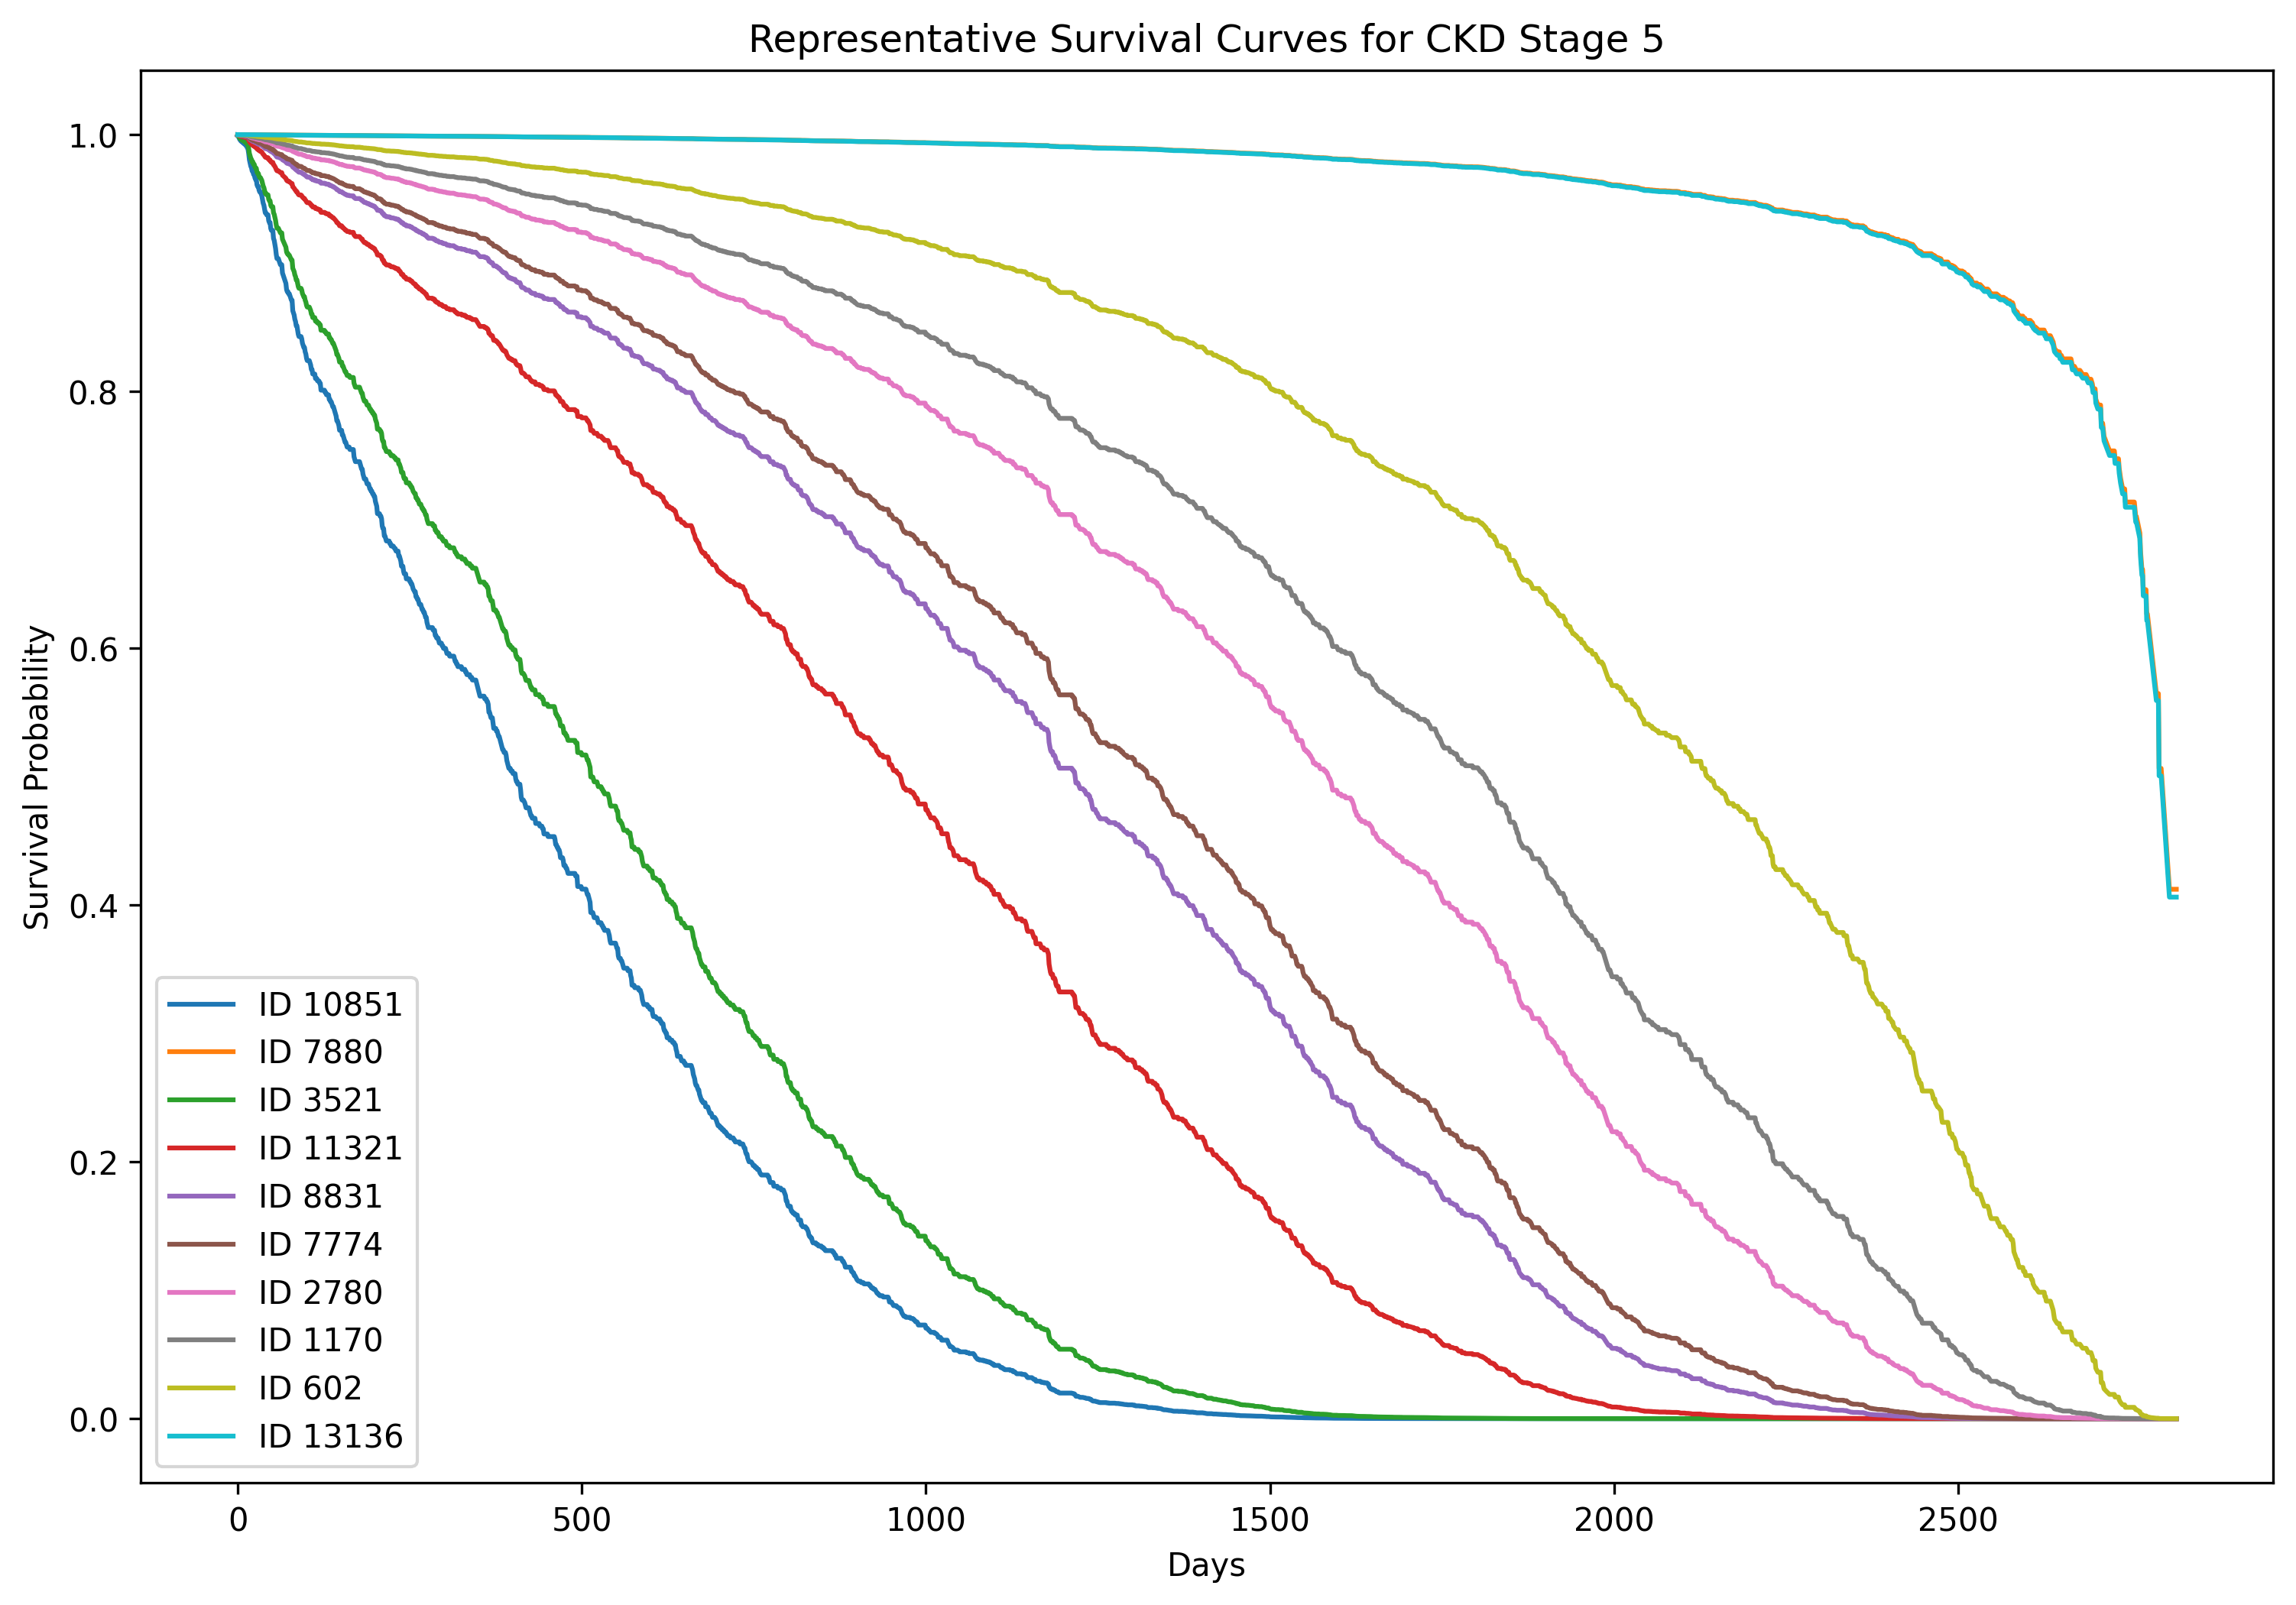 Representative Survival Curves for CKD Stage 5
Survival Probability
1.0
0.8
0.6
0.4
0.2
0.0
ID 10851
ID 7880
ID 3521
ID 11321
ID 8831
ID 7774
ID 2780
ID 1170
ID 602
ID 13136
0 500 1000 1500 2000 2500
Days